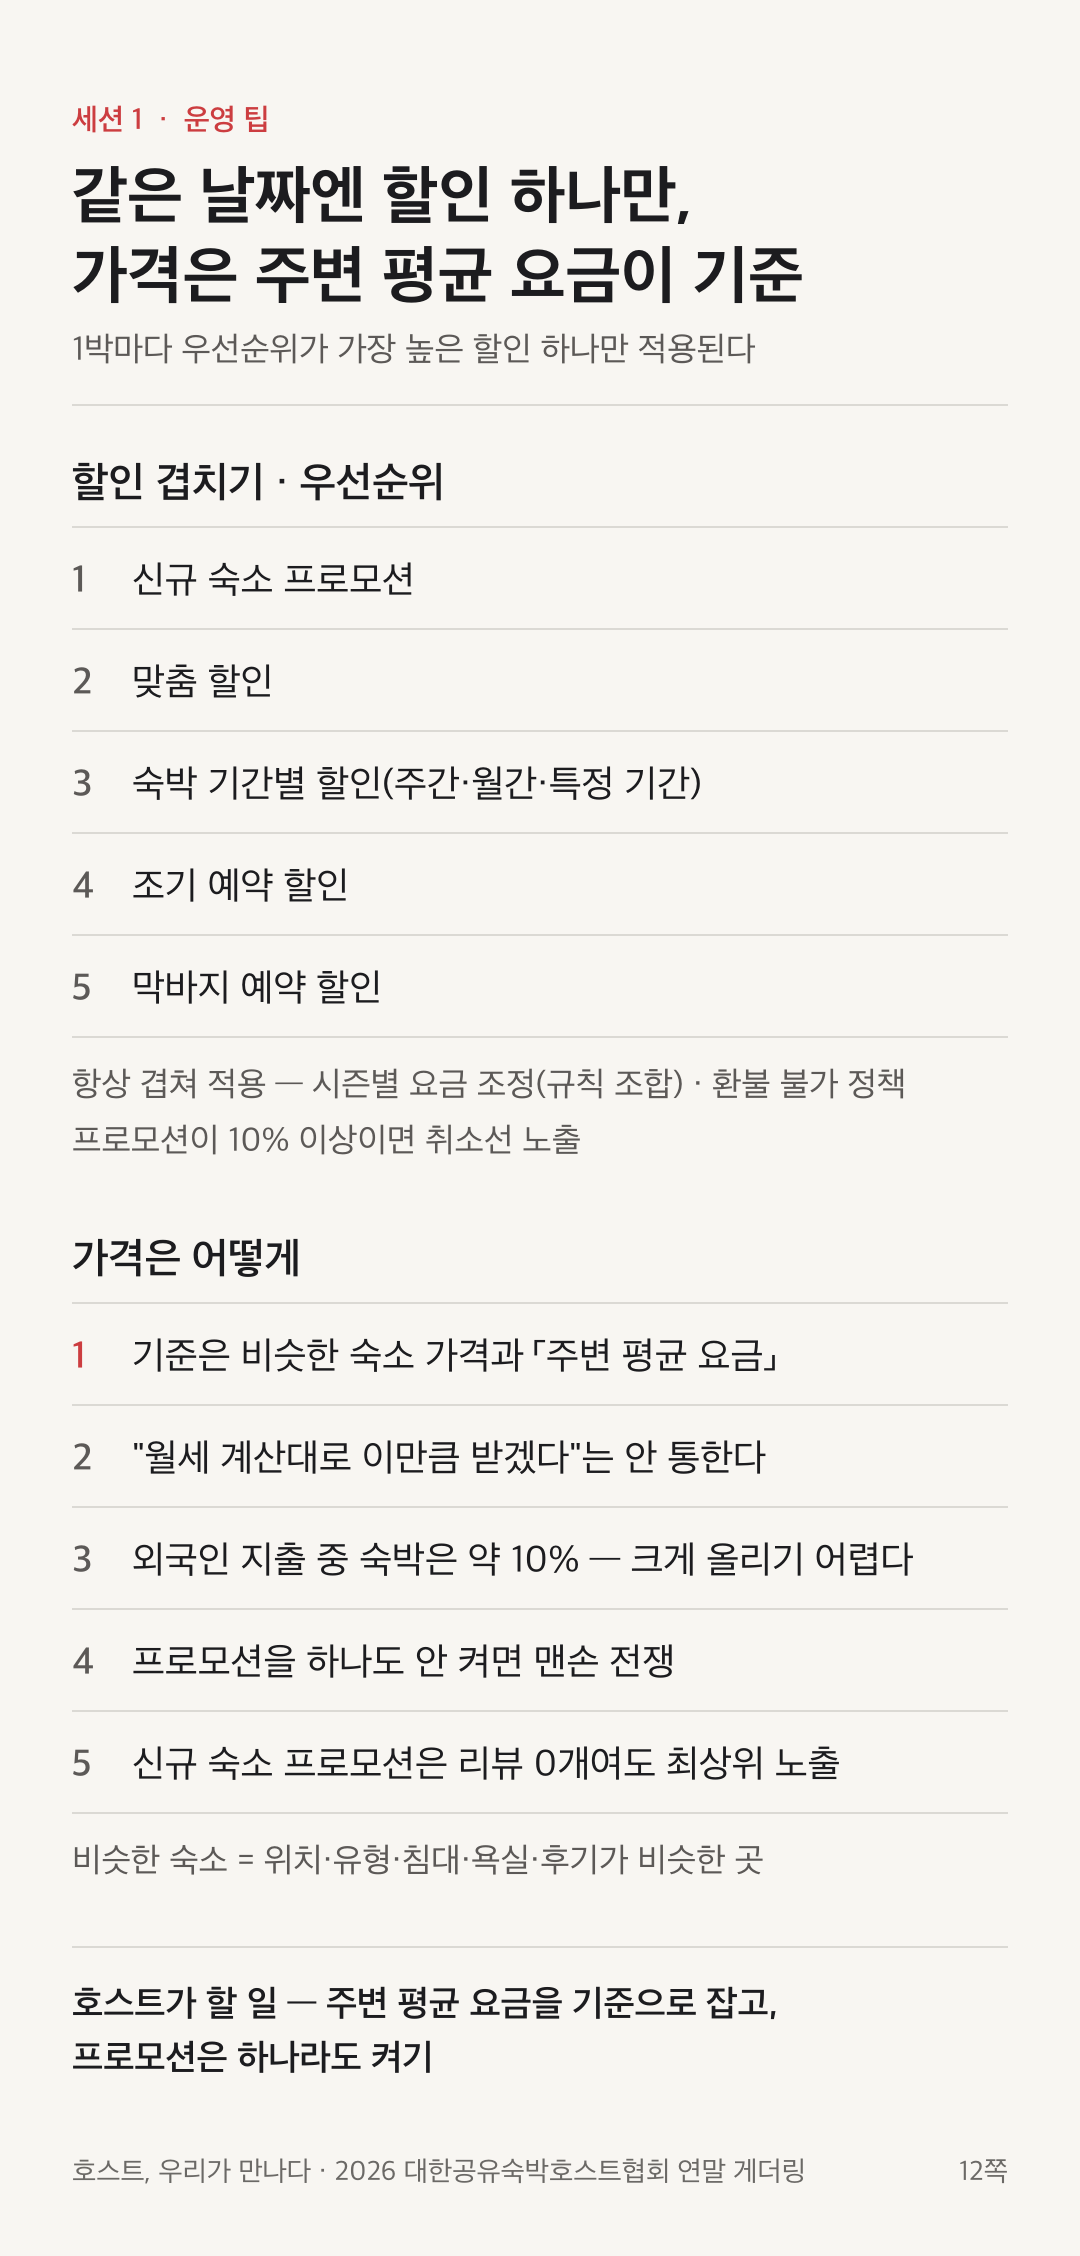 세션 1 · 운영 팁
같은 날짜엔 할인 하나만,
가격은 주변 평균 요금이 기준
1박마다 우선순위가 가장 높은 할인 하나만 적용된다
할인 겹치기 · 우선순위
1 신규 숙소 프로모션
2 맞춤 할인
3 숙박 기간별 할인(주간·월간·특정 기간)
4 조기 예약 할인
5 막바지 예약 할인
항상 겹쳐 적용 — 시즌별 요금 조정(규칙 조합) · 환불 불가 정책
프로모션이 10% 이상이면 취소선 노출
가격은 어떻게
1 기준은 비슷한 숙소 가격과 「주변 평균 요금」
2 "월세 계산대로 이만큼 받겠다"는 안 통한다
3 외국인 지출 중 숙박은 약 10% — 크게 올리기 어렵다
4 프로모션을 하나도 안 켜면 맨손 전쟁
5 신규 숙소 프로모션은 리뷰 0개여도 최상위 노출
비슷한 숙소 = 위치·유형·침대·욕실·후기가 비슷한 곳
호스트가 할 일 — 주변 평균 요금을 기준으로 잡고,
프로모션은 하나라도 켜기
호스트, 우리가 만나다 · 2026 대한공유숙박호스트협회 연말 게더링 12쪽